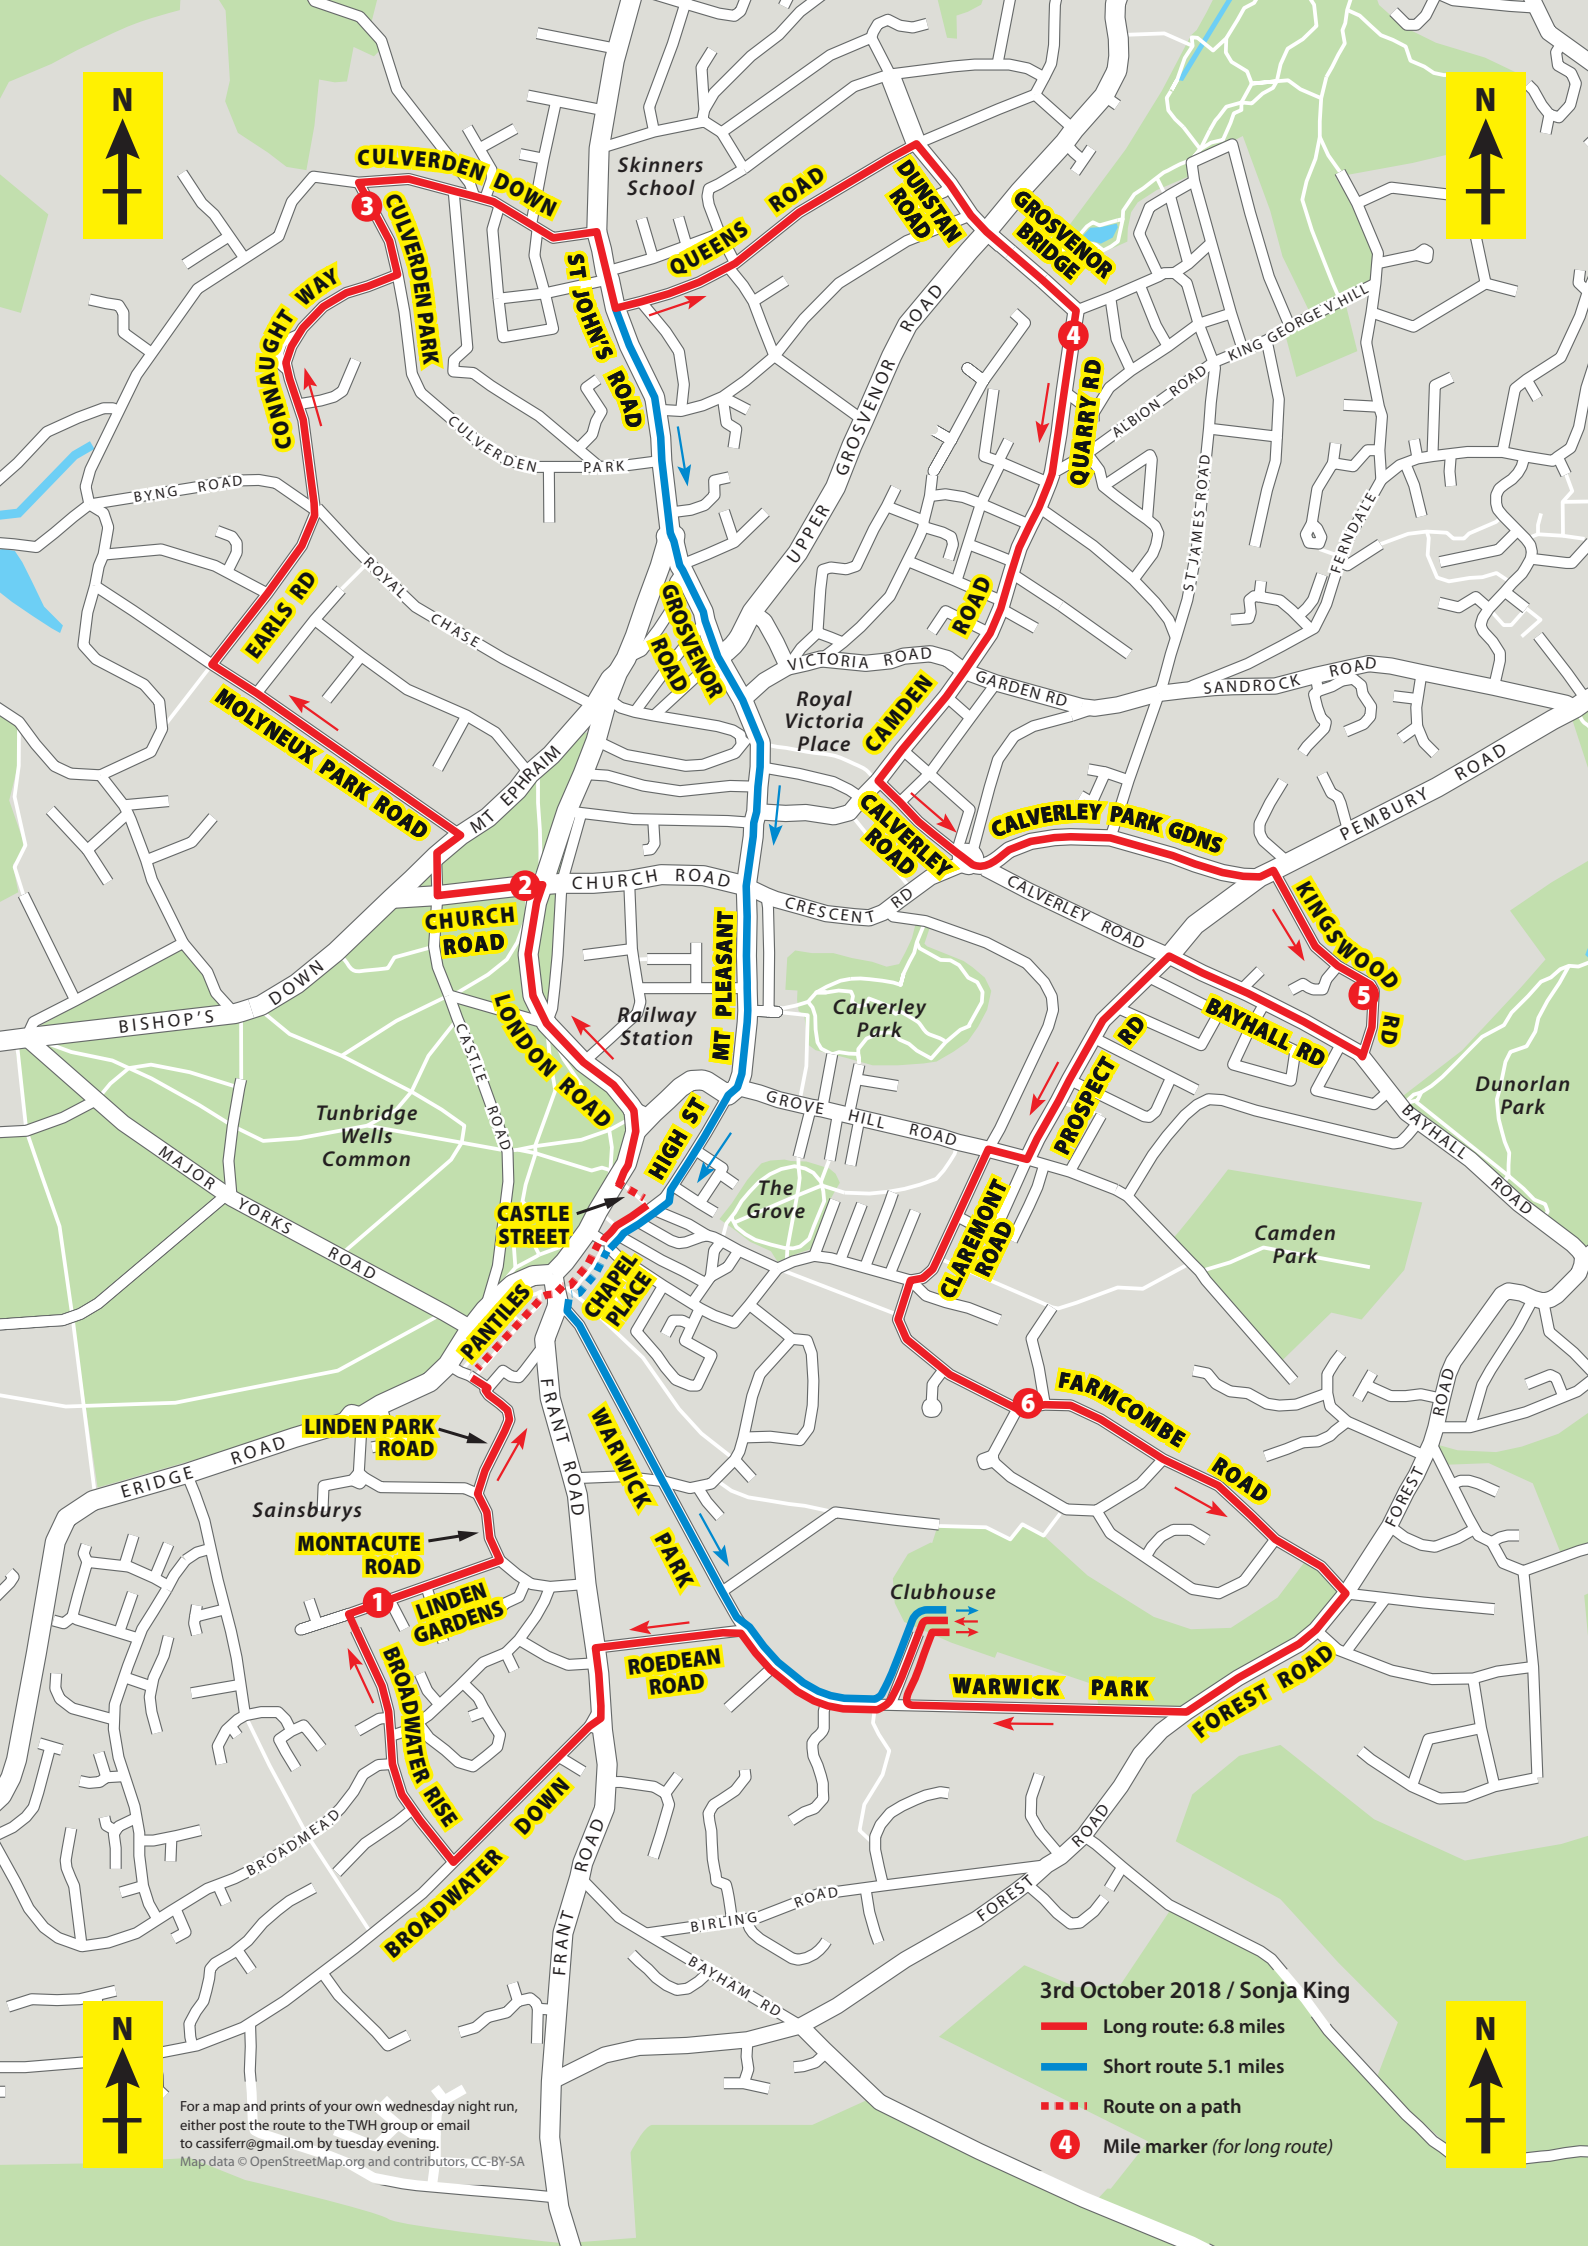 N
N
CULVERDEN DOWN
Skinners
School
3
CULVERDEN PARK
QUEENS ROAD
DUNSTAN
ROAD
GROSVENOR
BRIDGE
CONNAUGHT WAY
ST JOHN'S ROAD
UPPER GROSVENOR ROAD
4
QUARRY RD
KING GEORGE V HILL
ALBION ROAD
CULVERDEN PARK
BYNG ROAD
ST JAMES ROAD
FERNDALE
EARLS RD
ROYAL CHASE
GROSVENOR
ROAD
VICTORIA ROAD
CAMDEN ROAD
GARDEN RD
SANDROCK ROAD
Royal
Victoria
Place
MOLYNEUX PARK ROAD
MT EPHRAIM
CALVERLEY
ROAD
CALVERLEY PARK GDNS
PEMBURY ROAD
2
CHURCH ROAD
CHURCH
ROAD
CRESCENT RD
CALVERLEY ROAD
KINGSWOOD RD
5
MT PLEASANT
BISHOP'S DOWN
LONDON ROAD
Railway
Station
Calverley
Park
BAYHALL RD
CASTLE ROAD
PROSPECT RD
Dunorlan
Park
Tunbridge
Wells
Common
HIGH ST
GROVE HILL ROAD
BAYHALL ROAD
MAJOR YORKS ROAD
The
Grove
CASTLE
STREET
CLAREMONT
ROAD
Camden
Park
CHAPEL
PLACE
PANTILES
FRANT ROAD
6
FARMCOMBE ROAD
FOREST ROAD
LINDEN PARK
ROAD
WARWICK PARK
ERIDGE ROAD
Sainsburys
MONTACUTE
ROAD
Clubhouse
1
LINDEN
GARDENS
ROEDEAN
ROAD
WARWICK PARK
FOREST ROAD
BROADWATER RISE
BROADMEAD
BROADWATER DOWN
FRANT ROAD
BIRLING ROAD
FOREST ROAD
BAYHAM RD
3rd October 2018 / Sonja King
Long route: 6.8 miles
Short route 5.1 miles
Route on a path
4
Mile marker (for long route)
N
N
For a map and prints of your own wednesday night run,
either post the route to the TWH group or email
to cassiferr@gmail.om by tuesday evening.
Map data © OpenStreetMap.org and contributors, CC-BY-SA